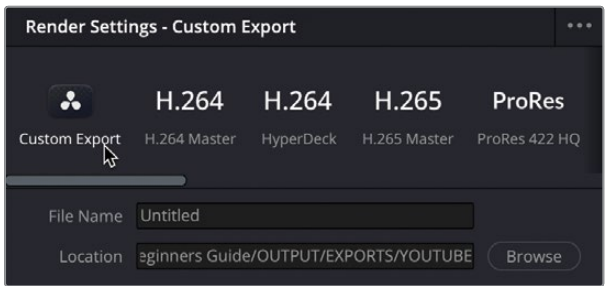 Render Settings - Custom Export
H.264 H.264 H.265 ProRes
Custom Export H.264 Master HyperDeck H.265 Master ProRes 422 HQ
File Name Untitled
Location eginners Guide/OUTPUT/EXPORTS/YOUTUBE Browse